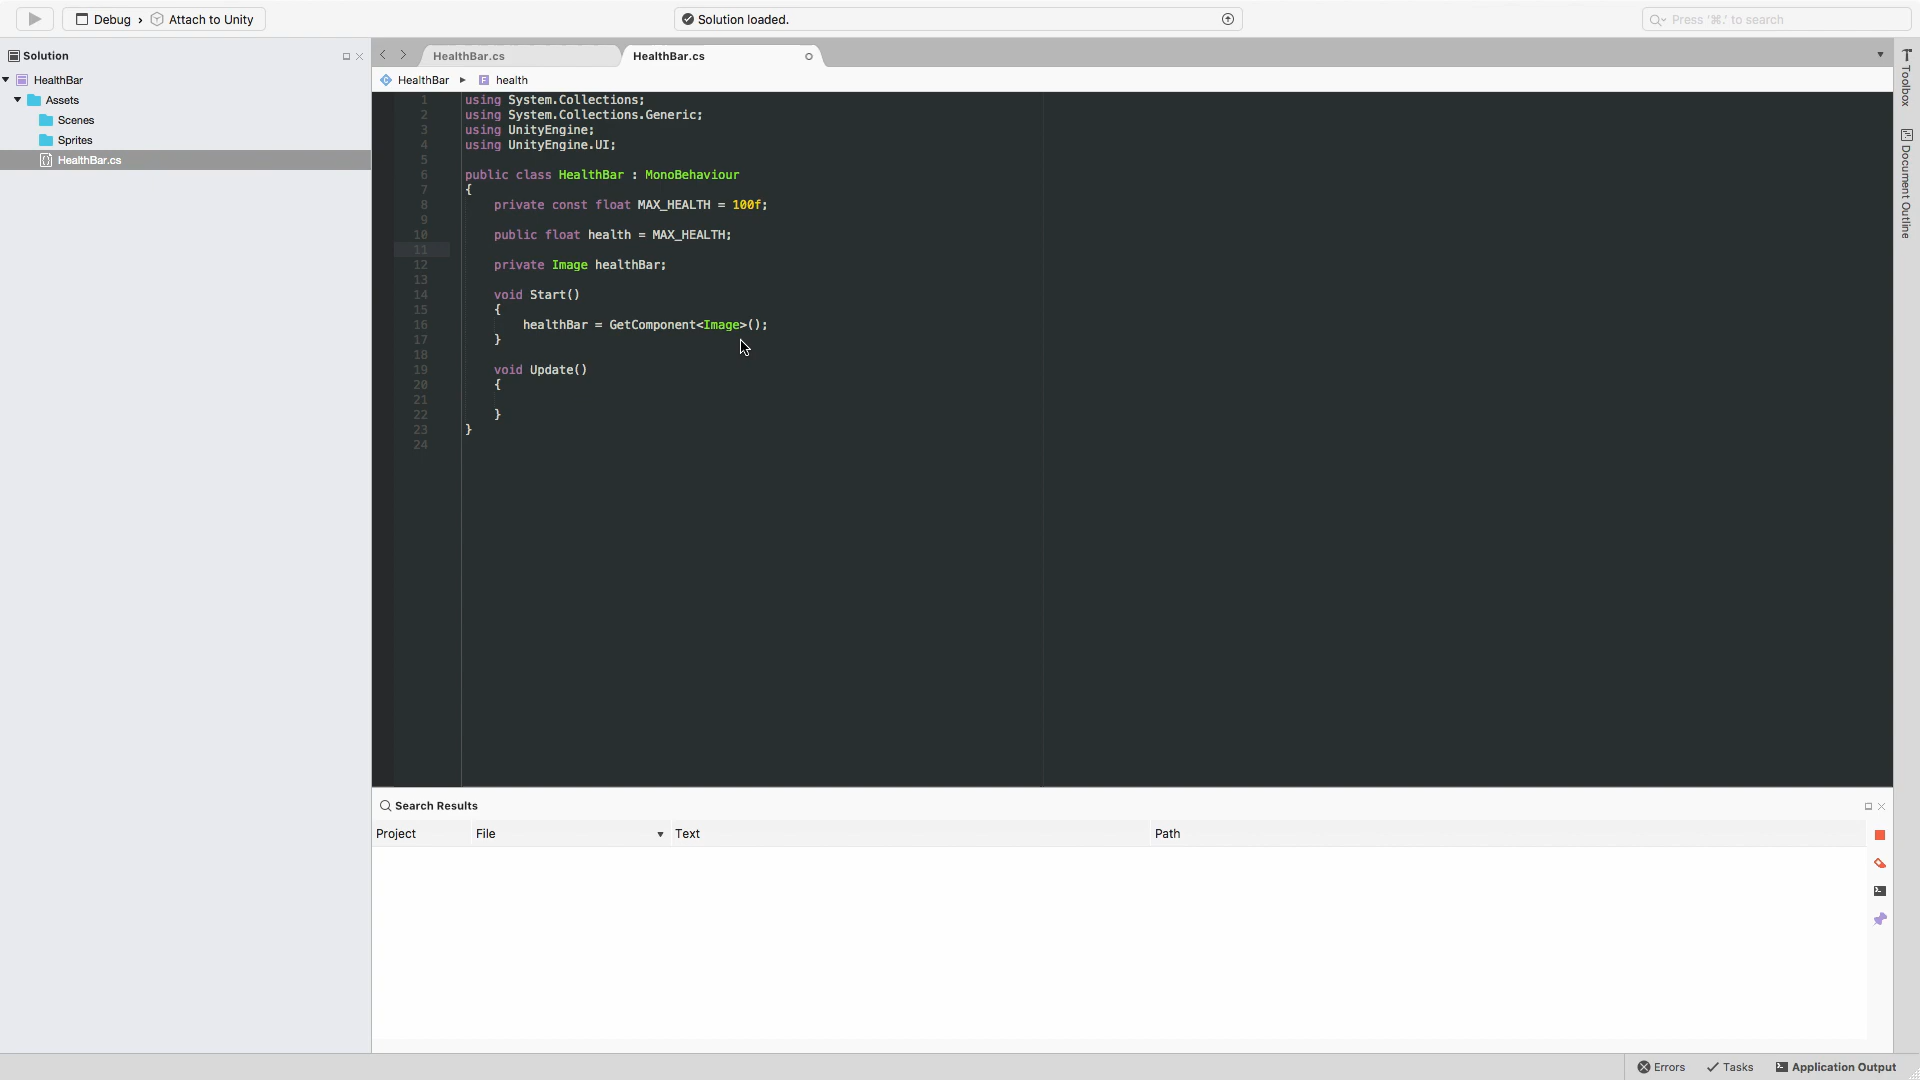 Debug › Attach to Unity
Solution loaded.
Press '⌘.' to search
Solution
HealthBar
Assets
Scenes
Sprites
HealthBar.cs
HealthBar.cs
HealthBar.cs
HealthBar ▸ health
1 using System.Collections;
2 using System.Collections.Generic;
3 using UnityEngine;
4 using UnityEngine.UI;
5
6 public class HealthBar : MonoBehaviour
7 {
8 private const float MAX_HEALTH = 100f;
9
10 public float health = MAX_HEALTH;
11
12 private Image healthBar;
13
14 void Start()
15 {
16 healthBar = GetComponent<Image>();
17 }
18
19 void Update()
20 {
21
22 }
23 }
24
Toolbox
Document Outline
Search Results
Project File Text Path
Errors Tasks Application Output